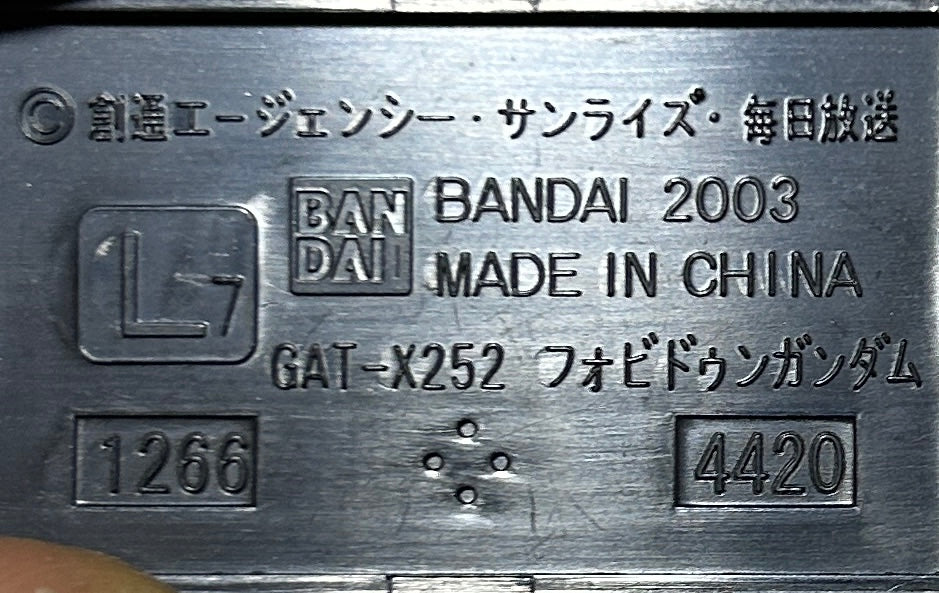 © 創通エージェンシー・サンライズ・毎日放送
BAN
DAI
BANDAI 2003
MADE IN CHINA
L7
GAT-X252 フォビドゥンガンダム
1266
4420